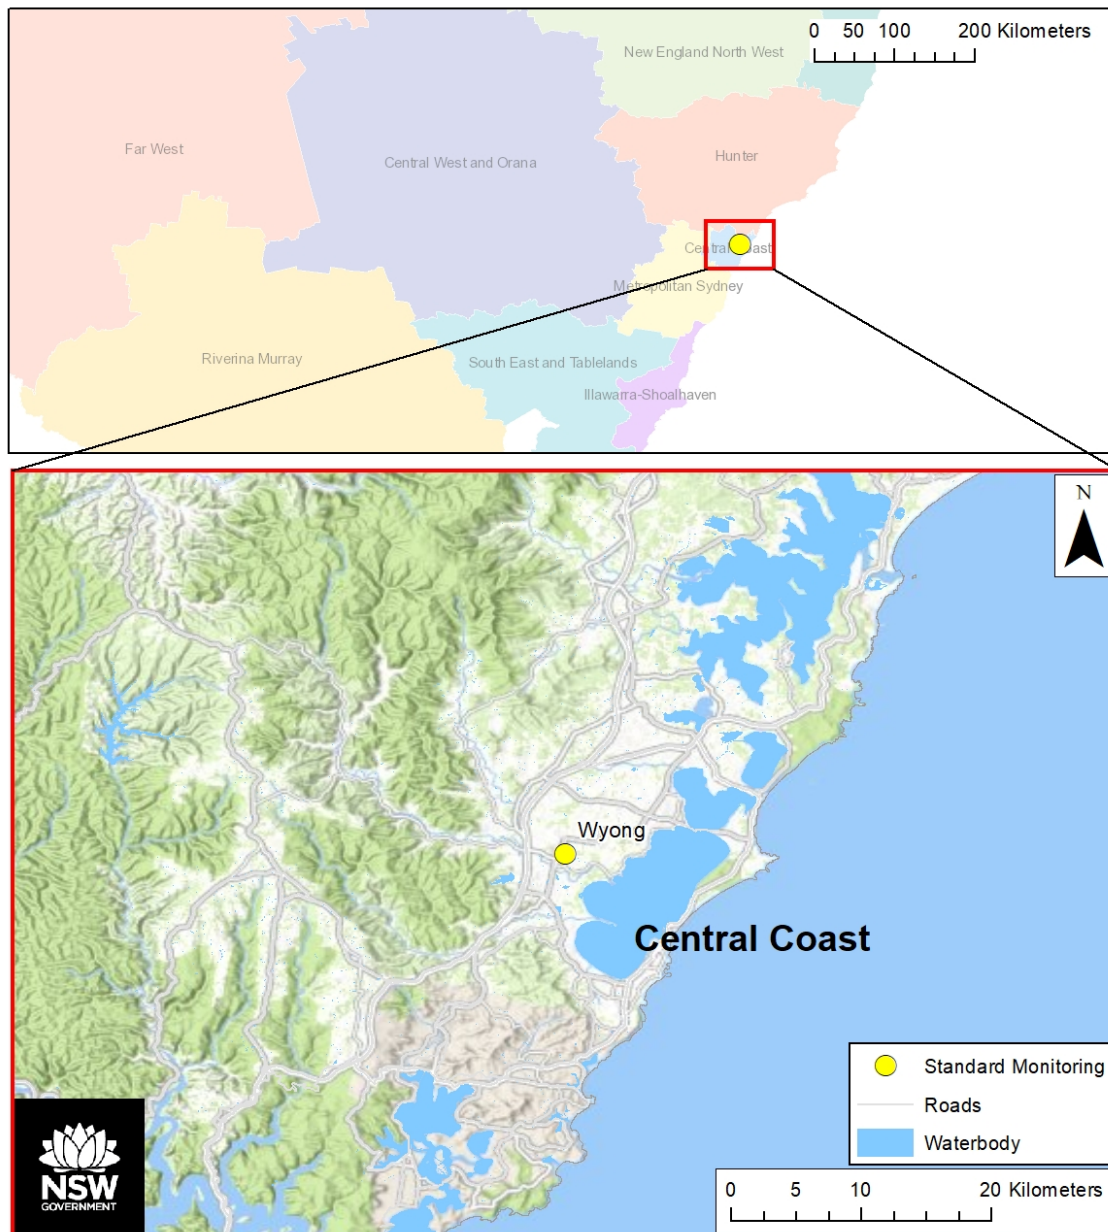 0 50 100 200 Kilometers
New England North West
Far West
Central West and Orana
Hunter
Central Coast
Metropolitan Sydney
Riverina Murray
South East and Tablelands
Illawarra-Shoalhaven
N
Wyong
Central Coast
Standard Monitoring
Roads
Waterbody
NSW
GOVERNMENT
0 5 10 20 Kilometers